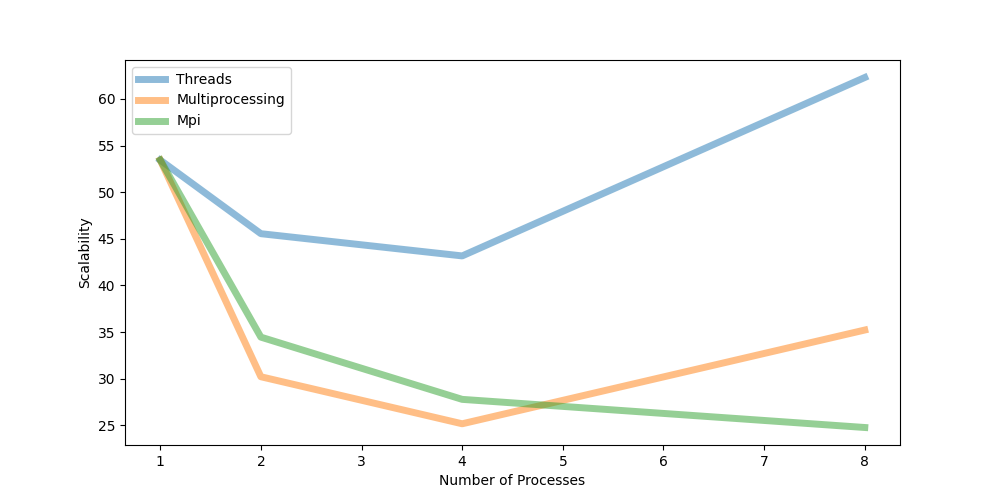 Threads
Multiprocessing
Mpi
60
55
50
45
40
35
30
25
Scalability
1 2 3 4 5 6 7 8
Number of Processes